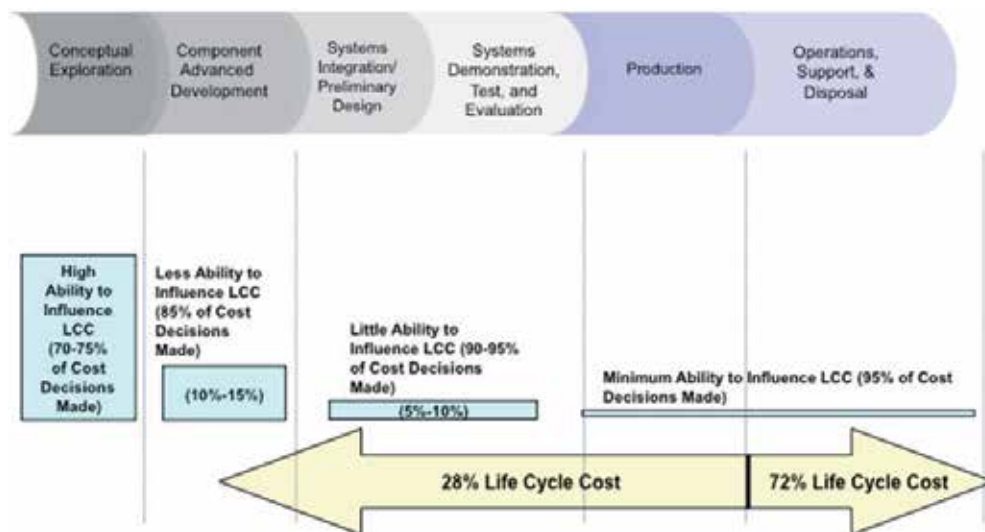 Conceptual
Exploration
Component
Advanced
Development
Systems
Integration/
Preliminary
Design
Systems
Demonstration,
Test, and
Evaluation
Production
Operations,
Support, &
Disposal
High
Ability to
Influence
LCC
(70-75%
of Cost
Decisions
Made)
Less Ability to
Influence LCC
(85% of Cost
Decisions
Made)
(10%-15%)
Little Ability to
Influence LCC (90-95%
of Cost Decisions
Made)
(5%-10%)
Minimum Ability to Influence LCC (95% of Cost
Decisions Made)
28% Life Cycle Cost
72% Life Cycle Cost